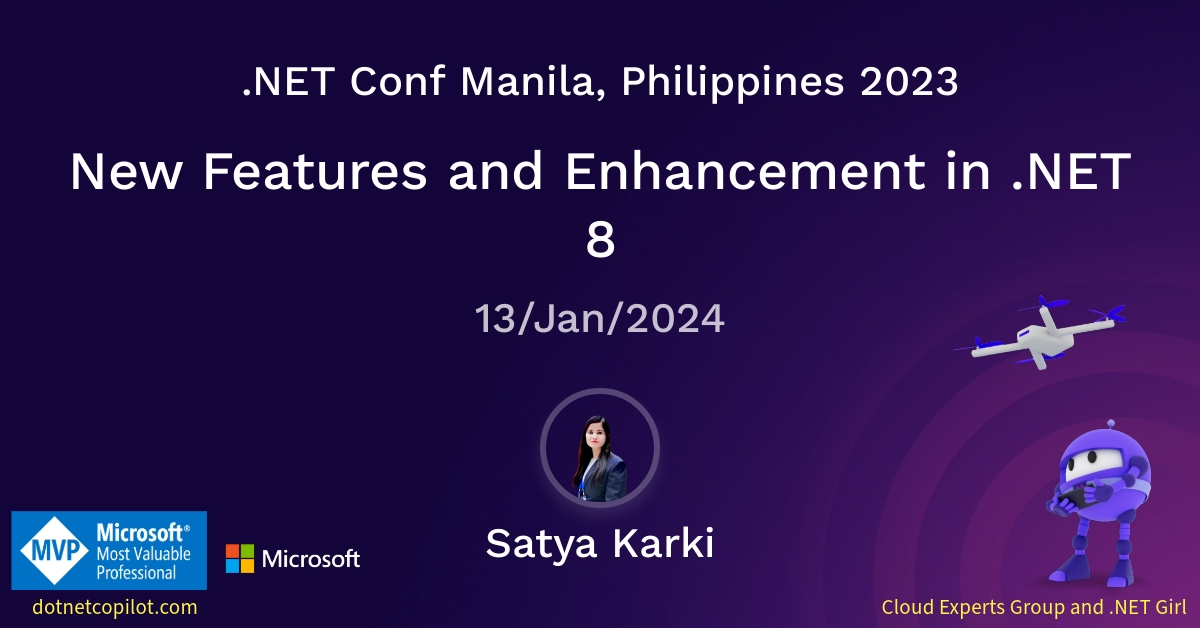 .NET Conf Manila, Philippines 2023
New Features and Enhancement in .NET
8
13/Jan/2024
Satya Karki
MVP
Microsoft®
Most Valuable
Professional
Microsoft
dotnetcopilot.com
Cloud Experts Group and .NET Girl